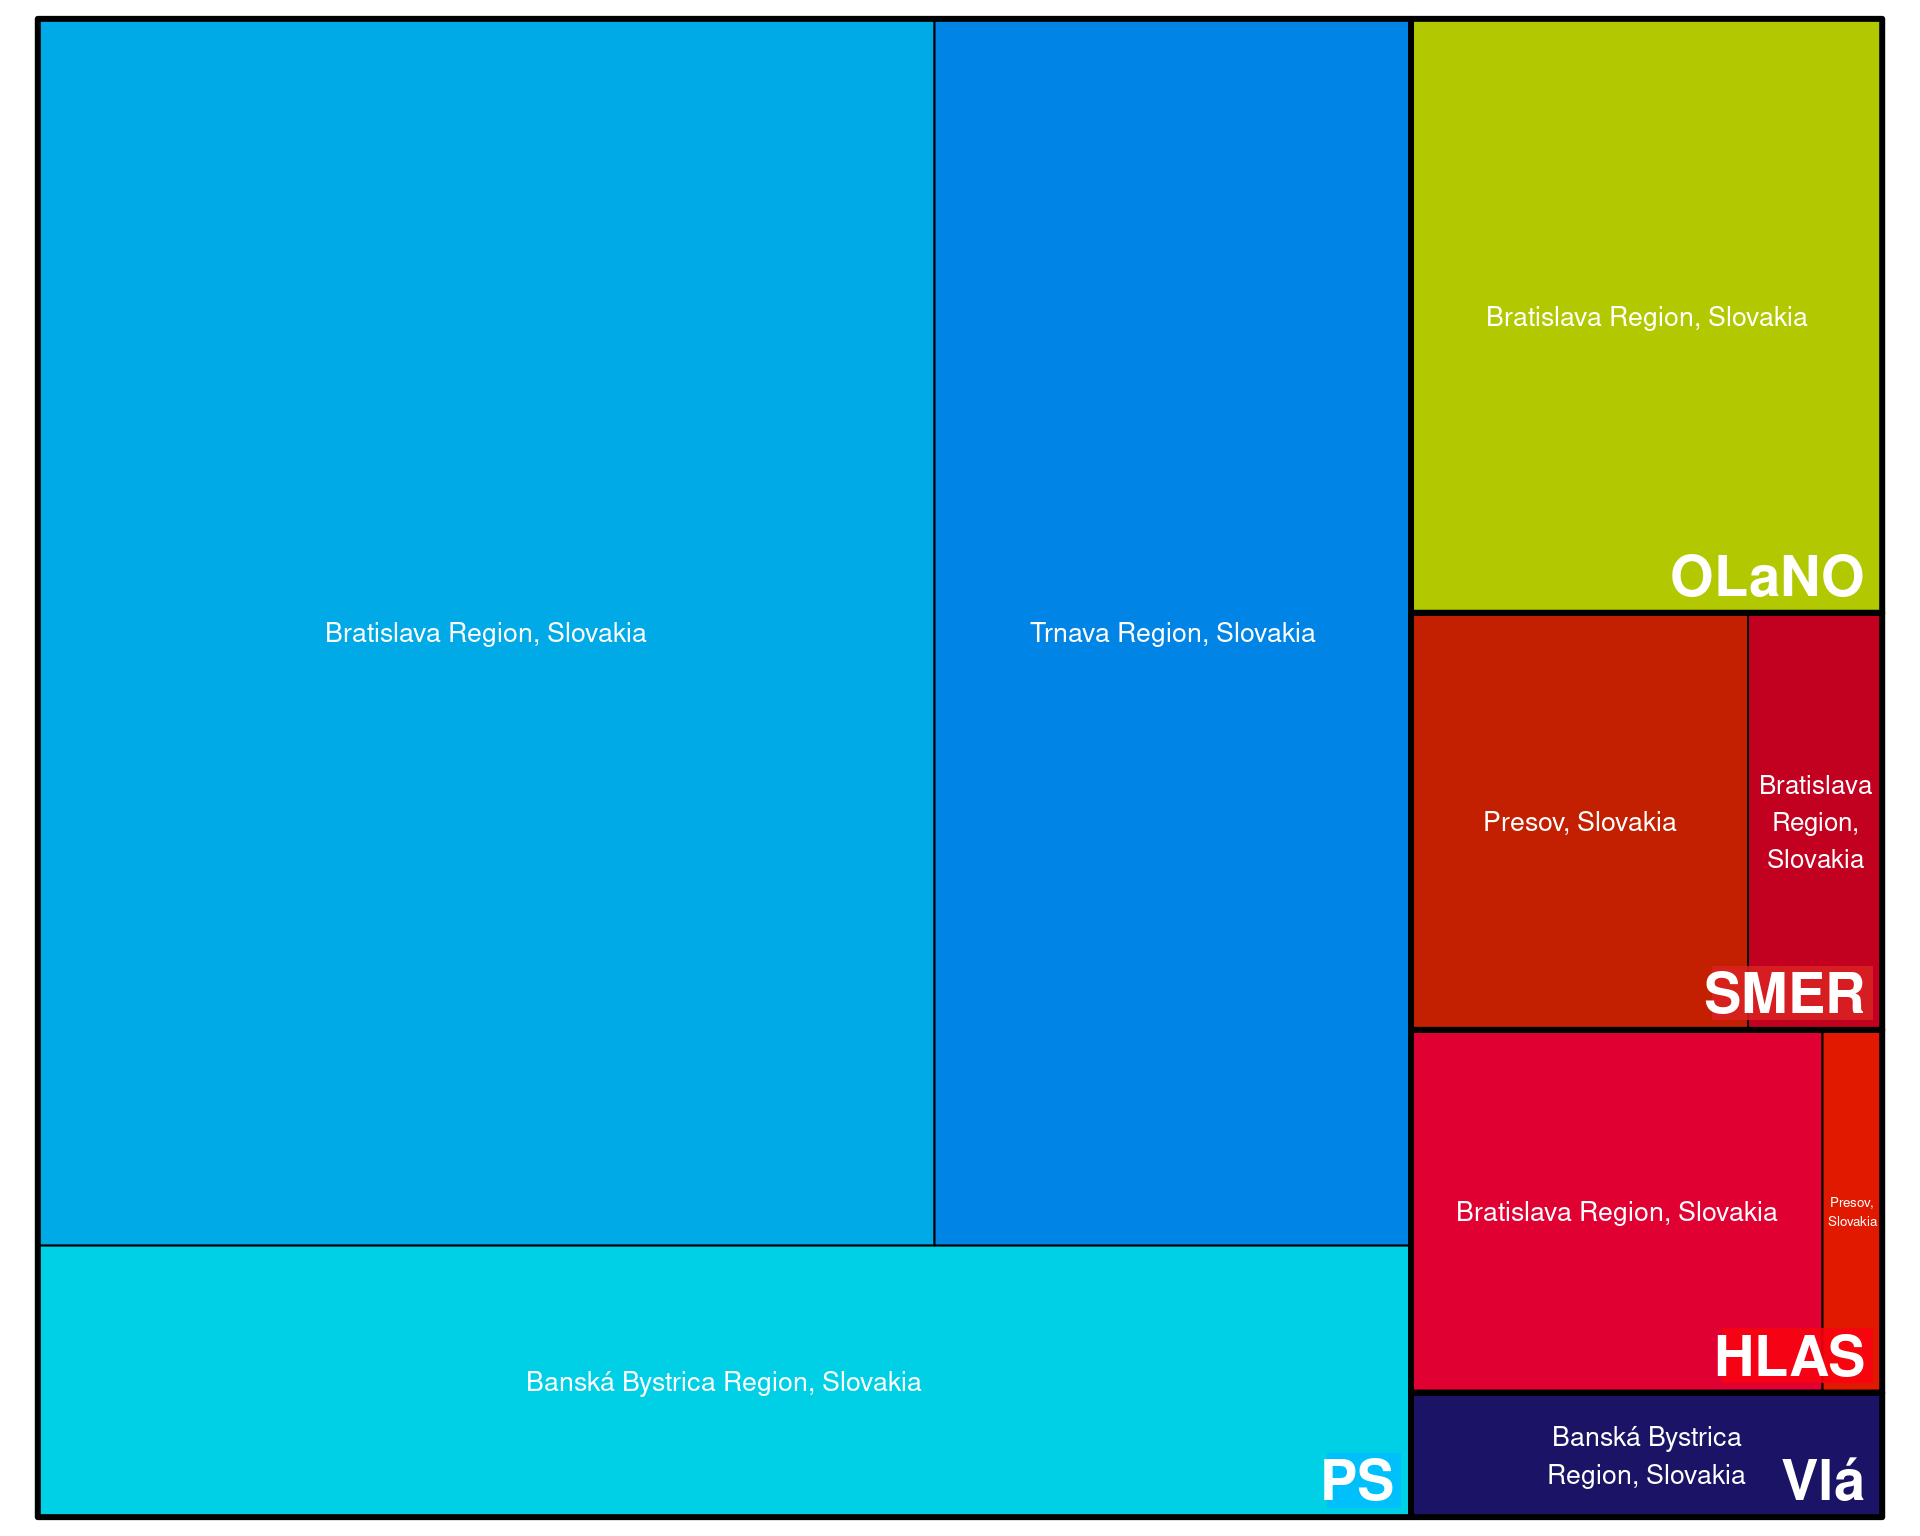 Bratislava Region, Slovakia
Trnava Region, Slovakia
Banská Bystrica Region, Slovakia
PS
Bratislava Region, Slovakia
OLaNO
Presov, Slovakia
Bratislava
Region,
Slovakia
SMER
Bratislava Region, Slovakia
Presov,
Slovakia
HLAS
Banská Bystrica
Region, Slovakia
Vlá